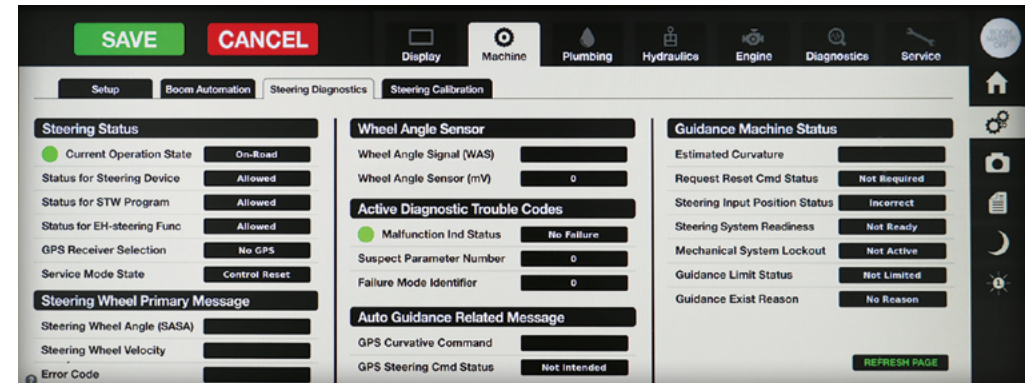 SAVE
CANCEL
Display
Machine
Plumbing
Hydraulics
Engine
Diagnostics
Service
Setup
Boom Automation
Steering Diagnostics
Steering Calibration
Steering Status
Current Operation State On-Road
Status for Steering Device Allowed
Status for STW Program Allowed
Status for EH-steering Func Allowed
GPS Receiver Selection No GPS
Service Mode State Control Reset
Steering Wheel Primary Message
Steering Wheel Angle (SASA)
Steering Wheel Velocity
Error Code
Wheel Angle Sensor
Wheel Angle Signal (WAS)
Wheel Angle Sensor (mV) 0
Active Diagnostic Trouble Codes
Malfunction Ind Status No Failure
Suspect Parameter Number 0
Failure Mode Identifier 0
Auto Guidance Related Message
GPS Curvative Command
GPS Steering Cmd Status Not Intended
Guidance Machine Status
Estimated Curvature
Request Reset Cmd Status Not Required
Steering Input Position Status Incorrect
Steering System Readiness Not Ready
Mechanical System Lockout Not Active
Guidance Limit Status Not Limited
Guidance Exist Reason No Reason
REFRESH PAGE